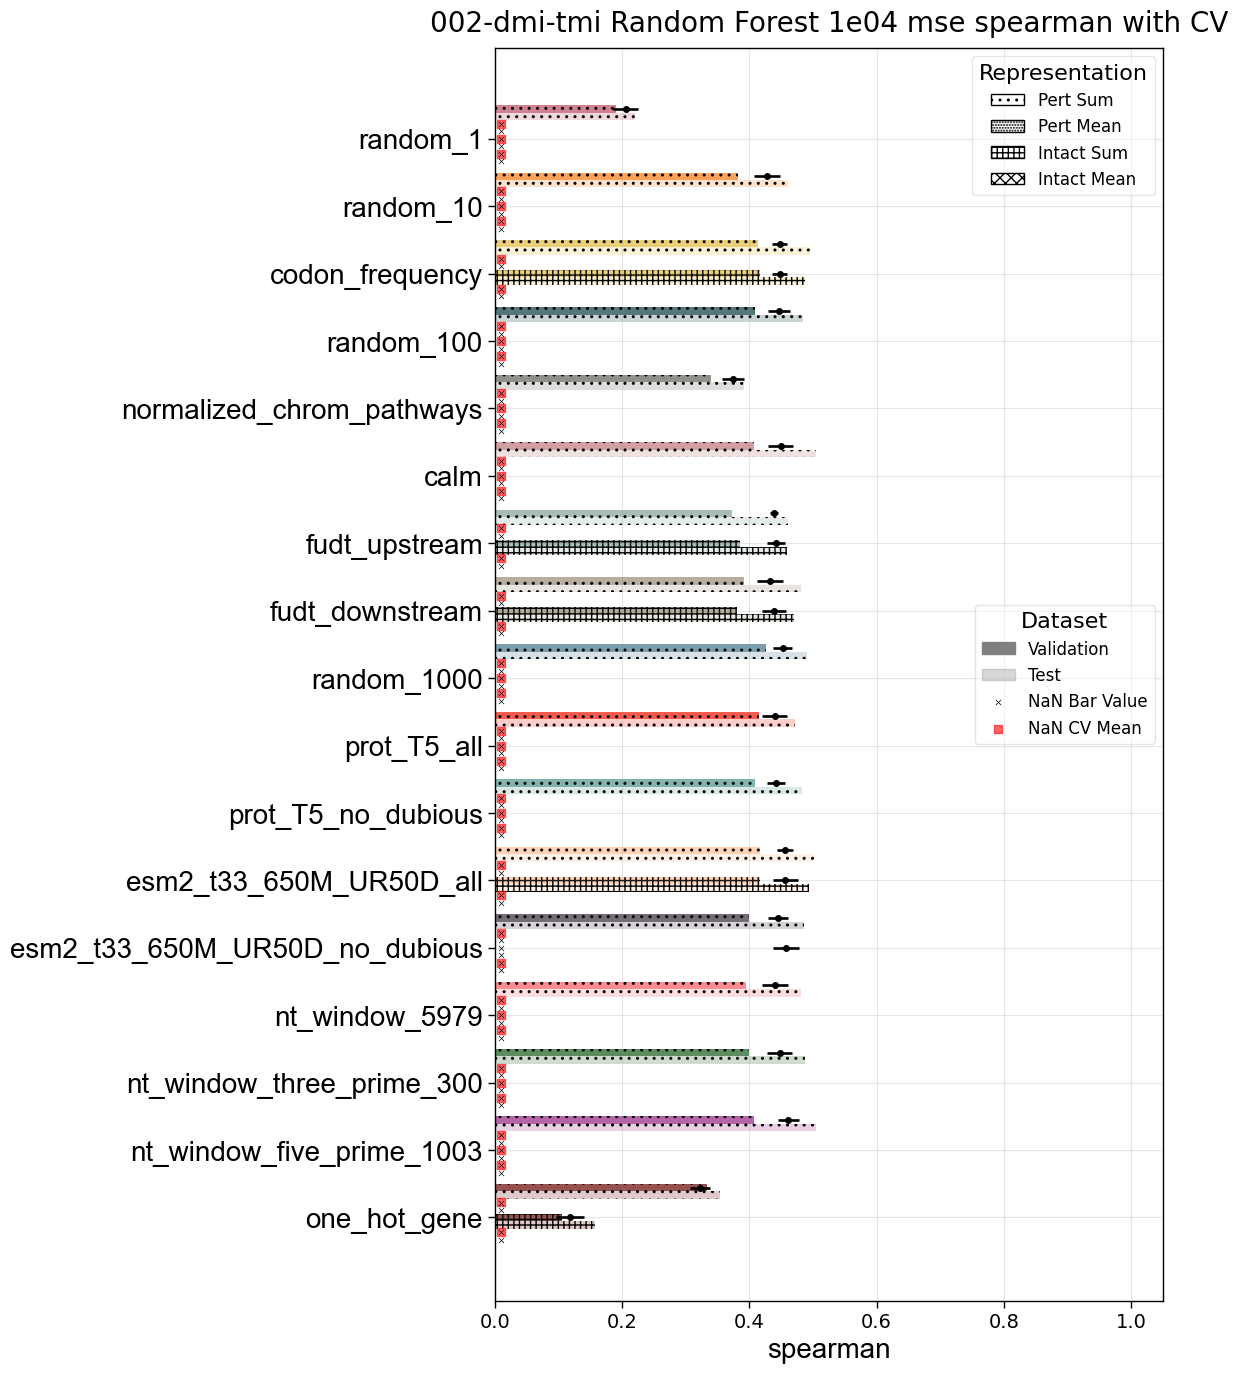 002-dmi-tmi Random Forest 1e04 mse spearman with CV
Representation
Pert Sum
Pert Mean
Intact Sum
Intact Mean
random_1
random_10
codon_frequency
random_100
normalized_chrom_pathways
calm
fudt_upstream
fudt_downstream
random_1000
prot_T5_all
prot_T5_no_dubious
esm2_t33_650M_UR50D_all
esm2_t33_650M_UR50D_no_dubious
nt_window_5979
nt_window_three_prime_300
nt_window_five_prime_1003
one_hot_gene
Dataset
Validation
Test
NaN Bar Value
NaN CV Mean
0.0 0.2 0.4 0.6 0.8 1.0
spearman